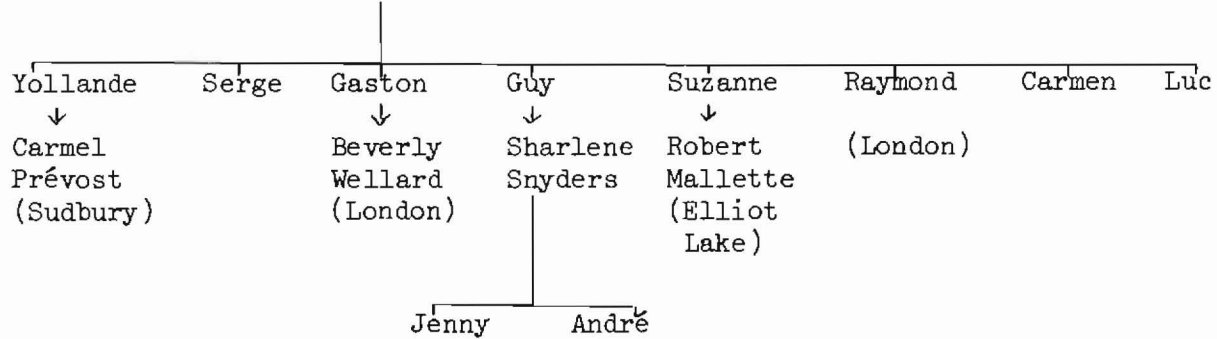 Yollande Serge Gaston Guy Suzanne Raymond Carmen Luc
Carmel Beverly Sharlene Robert (London)
Prévost Wellard Snyders Mallette
(Sudbury) (London) (Elliot
Lake)
Jenny André